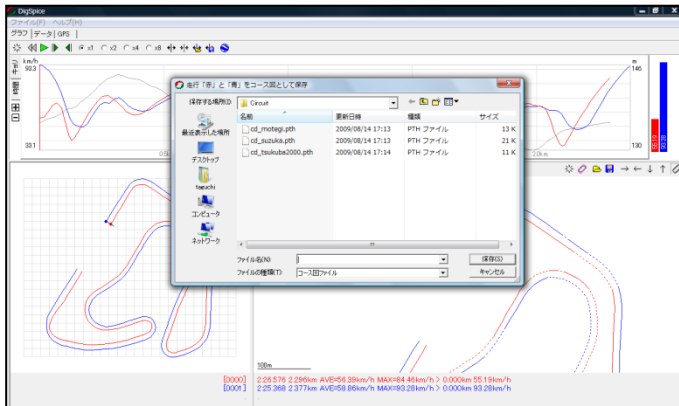 DigSpice
ファイル(F) ヘルプ(H)
グラフ データ GPS
x1 x2 x4 x8
km/h
93.3
33.1
m
146
130
2.0km
55.19
93.28
走行「赤」と「青」をコース図として保存
保存する場所(I): Circuit
名前 更新日時 種類 サイズ
cd_motegi.pth 2009/08/14 17:13 PTH ファイル 13 K
cd_suzuka.pth 2009/08/14 17:13 PTH ファイル 21 K
cd_tsukuba2000.pth 2009/08/14 17:14 PTH ファイル 11 K
最近表示した場所
デスクトップ
taguchi
コンピュータ
ネットワーク
ファイル名(N): 保存(S)
ファイルの種類(T): コース図ファイル キャンセル
100m
[0000] 2:26.576 2.296km AVE=56.39km/h MAX=84.46km/h > 0.000km 55.19km/h
[0001] 2:25.368 2.377km AVE=58.86km/h MAX=93.28km/h > 0.000km 93.28km/h